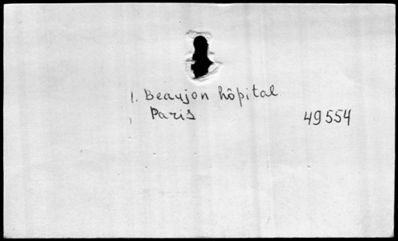 1. Beaujon hôpital
Paris 49554